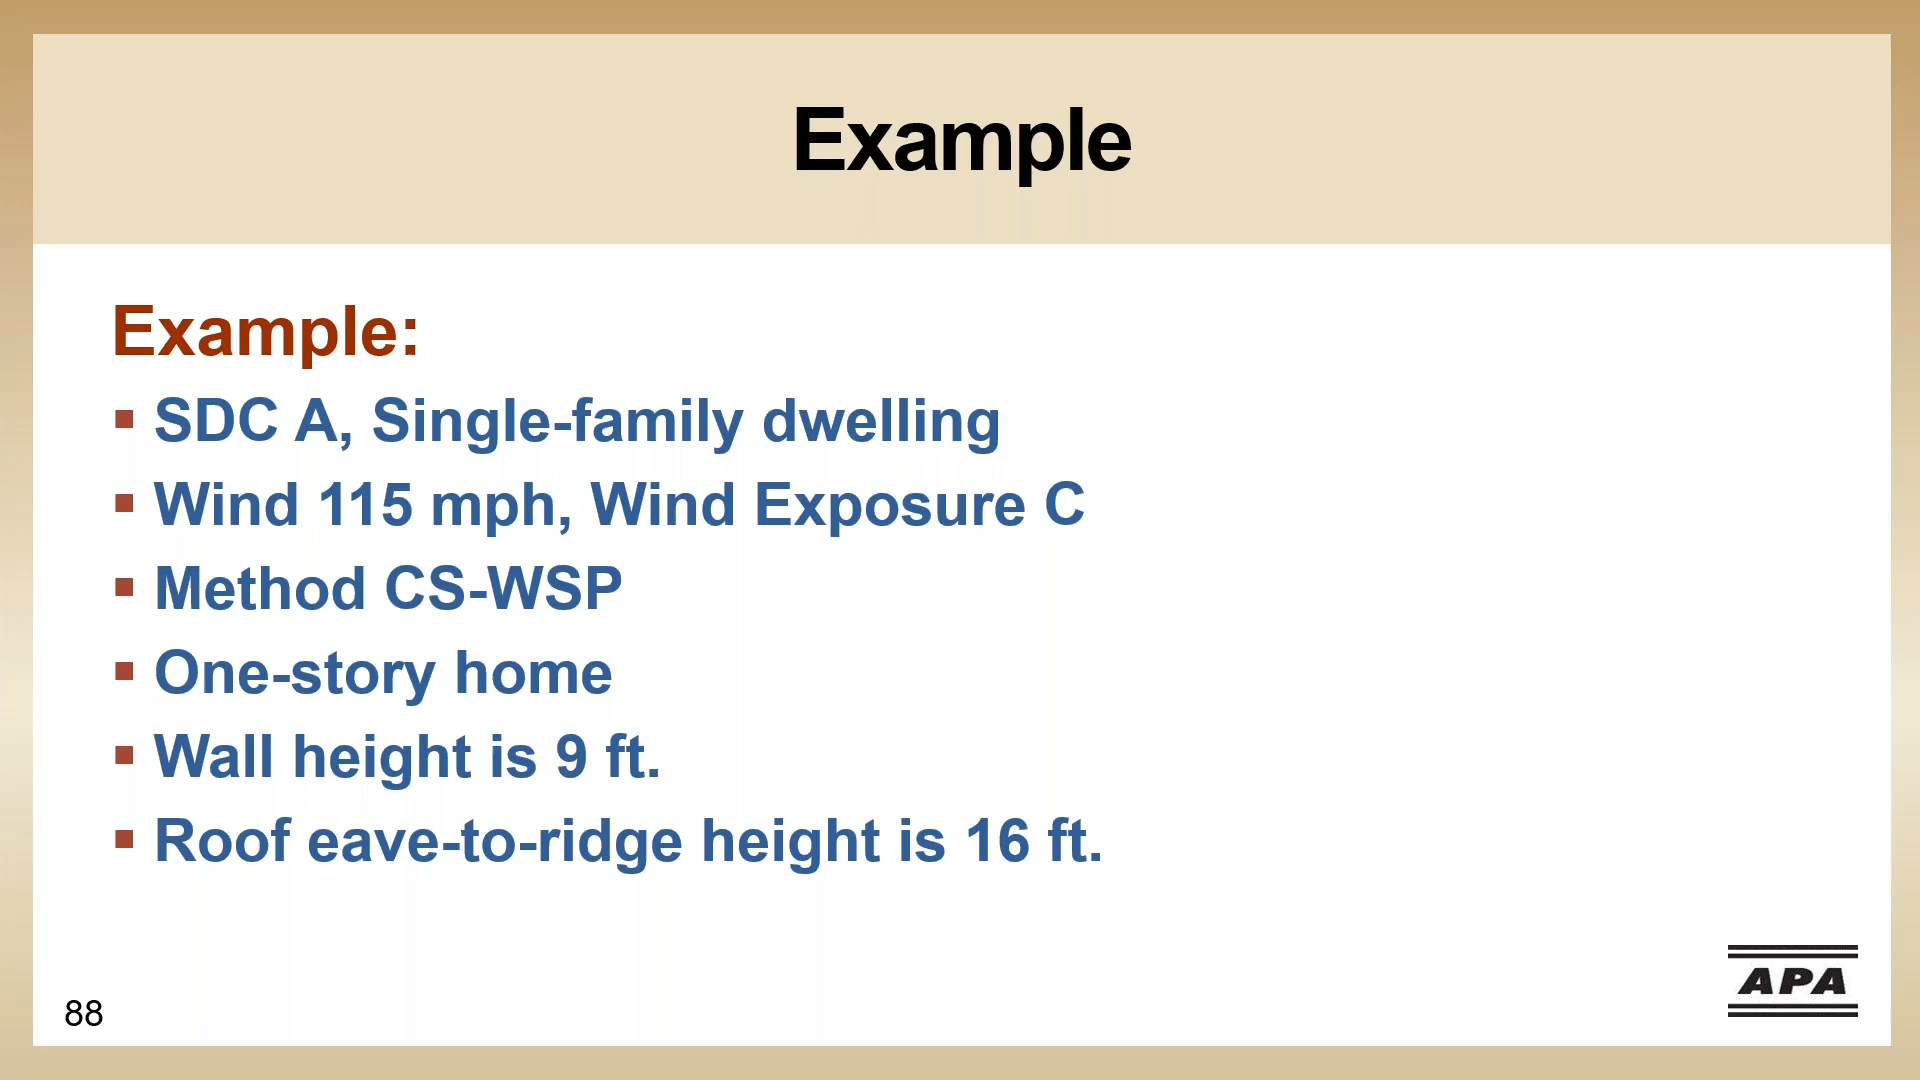 Example
Example:
SDC A, Single-family dwelling
Wind 115 mph, Wind Exposure C
Method CS-WSP
One-story home
Wall height is 9 ft.
Roof eave-to-ridge height is 16 ft.
APA
88